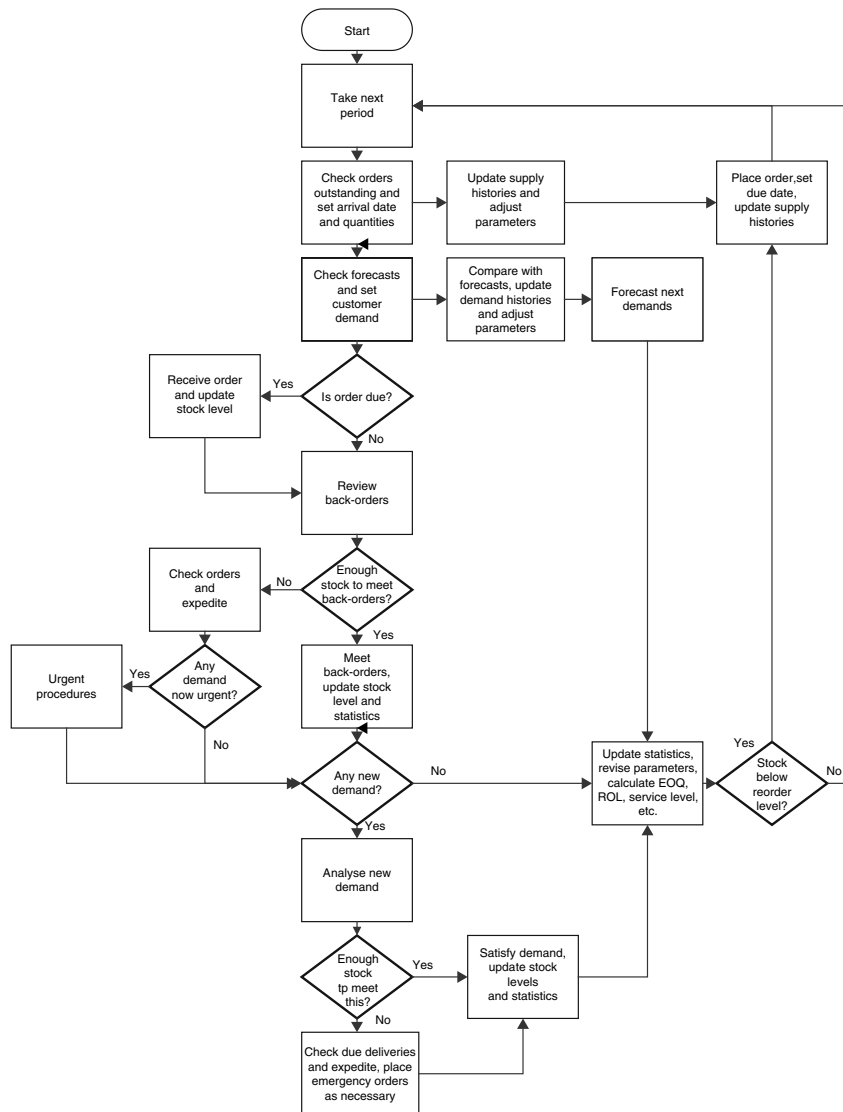 Start
Take next
period
Check orders
outstanding and
set arrival date
and quantities
Update supply
histories and
adjust
parameters
Place order,set
due date,
update supply
histories
Check forecasts
and set
customer
demand
Compare with
forecasts, update
demand histories
and adjust
parameters
Forecast next
demands
Receive order
and update
stock level
Yes
Is order due?
No
Review
back-orders
Check orders
and
expedite
No
Enough
stock to meet
back-orders?
Yes
Urgent
procedures
Yes
Any
demand
now urgent?
No
Meet
back-orders,
update stock
level and
statistics
Any new
demand?
No
Yes
Update statistics,
revise parameters,
calculate EOQ,
ROL, service level,
etc.
Yes
Stock
below
reorder
level?
No
Analyse new
demand
Enough
stock
tp meet
this?
Yes
No
Satisfy demand,
update stock
levels
and statistics
Check due deliveries
and expedite, place
emergency orders
as necessary